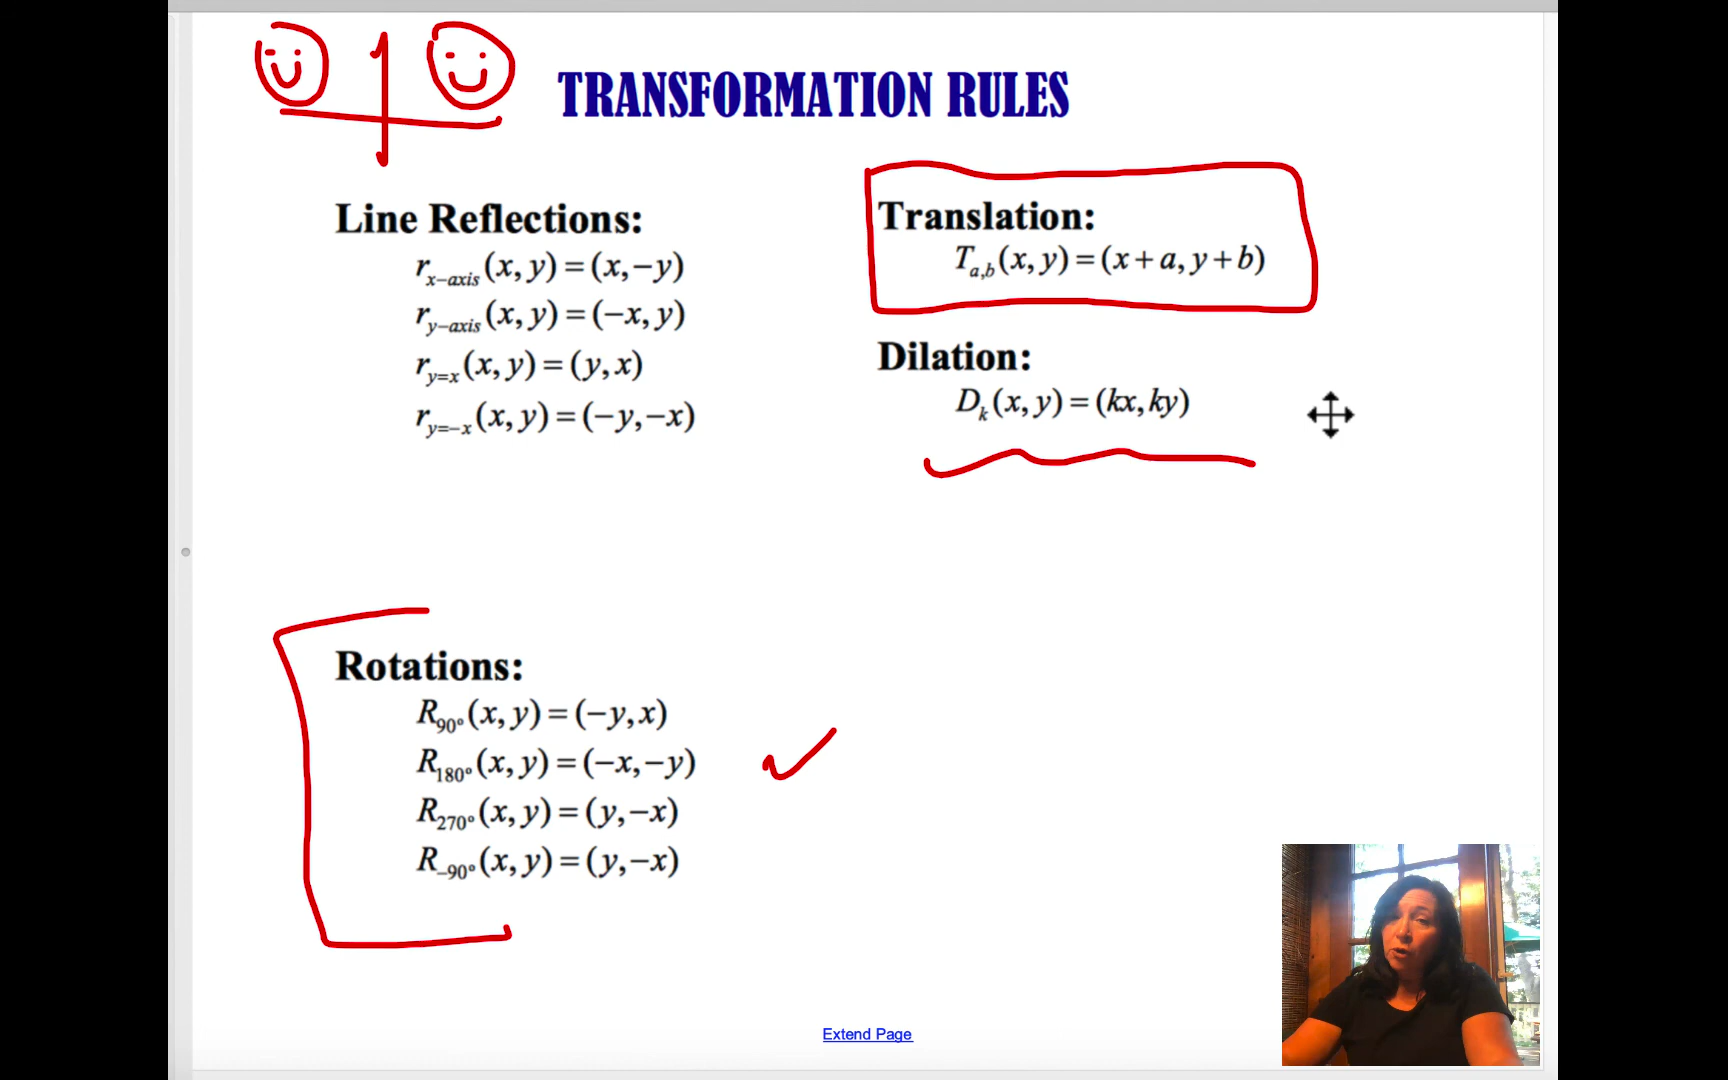 TRANSFORMATION RULES
Line Reflections:
r_{x-axis}(x, y) = (x, −y)
r_{y-axis}(x, y) = (−x, y)
r_{y=x}(x, y) = (y, x)
r_{y=−x}(x, y) = (−y, −x)
Translation:
T_{a,b}(x, y) = (x + a, y + b)
Dilation:
D_k(x, y) = (kx, ky)
Rotations:
R_{90°}(x, y) = (−y, x)
R_{180°}(x, y) = (−x, −y)
R_{270°}(x, y) = (y, −x)
R_{−90°}(x, y) = (y, −x)
Extend Page